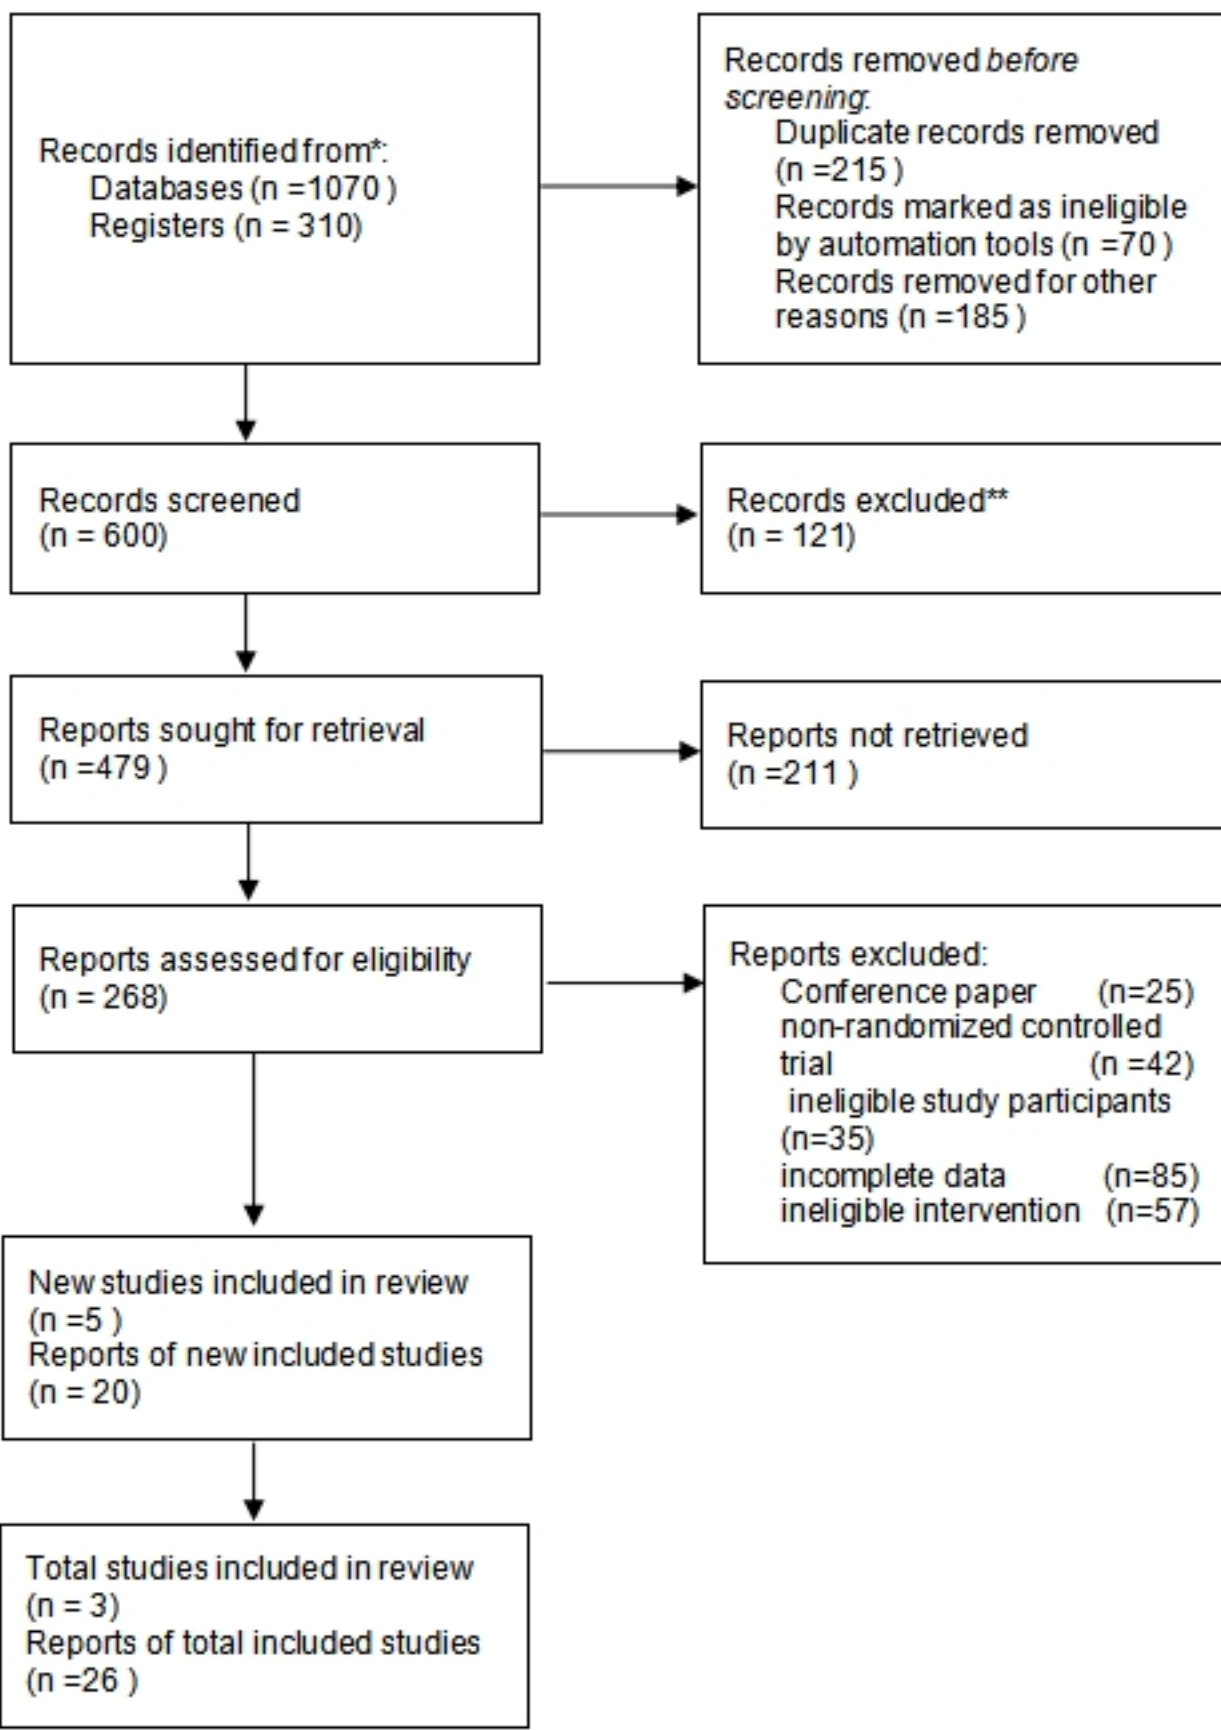 Records identified from*:
Databases (n =1070 )
Registers (n = 310)
Records removed before
screening:
Duplicate records removed
(n =215 )
Records marked as ineligible
by automation tools (n =70 )
Records removed for other
reasons (n =185 )
Records screened
(n = 600)
Records excluded**
(n = 121)
Reports sought for retrieval
(n =479 )
Reports not retrieved
(n =211 )
Reports assessed for eligibility
(n = 268)
Reports excluded:
Conference paper (n=25)
non-randomized controlled
trial (n =42)
ineligible study participants
(n=35)
incomplete data (n=85)
ineligible intervention (n=57)
New studies included in review
(n =5 )
Reports of new included studies
(n = 20)
Total studies included in review
(n = 3)
Reports of total included studies
(n =26 )